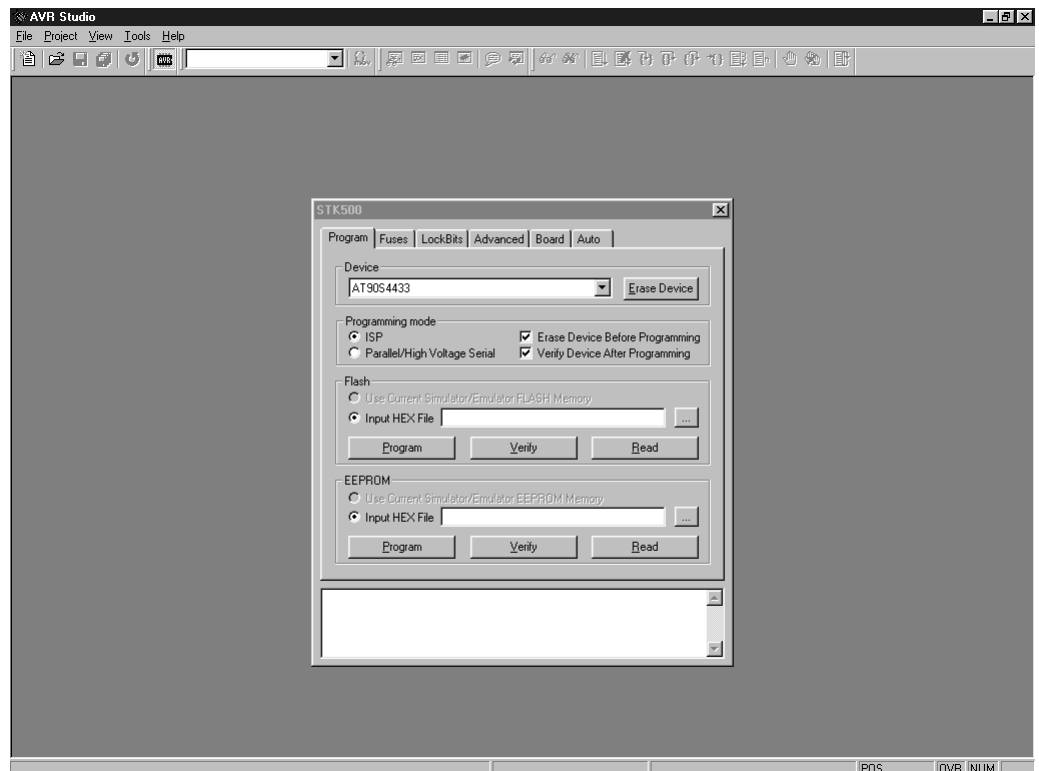 AVR Studio
File Project View Tools Help
AVR
STK500
Program Fuses LockBits Advanced Board Auto
Device
AT90S4433 Erase Device
Programming mode
ISP Erase Device Before Programming
Parallel/High Voltage Serial Verify Device After Programming
Flash
Use Current Simulator/Emulator FLASH Memory
Input HEX File ...
Program Verify Read
EEPROM
Use Current Simulator/Emulator EEPROM Memory
Input HEX File ...
Program Verify Read
POS OVR NUM